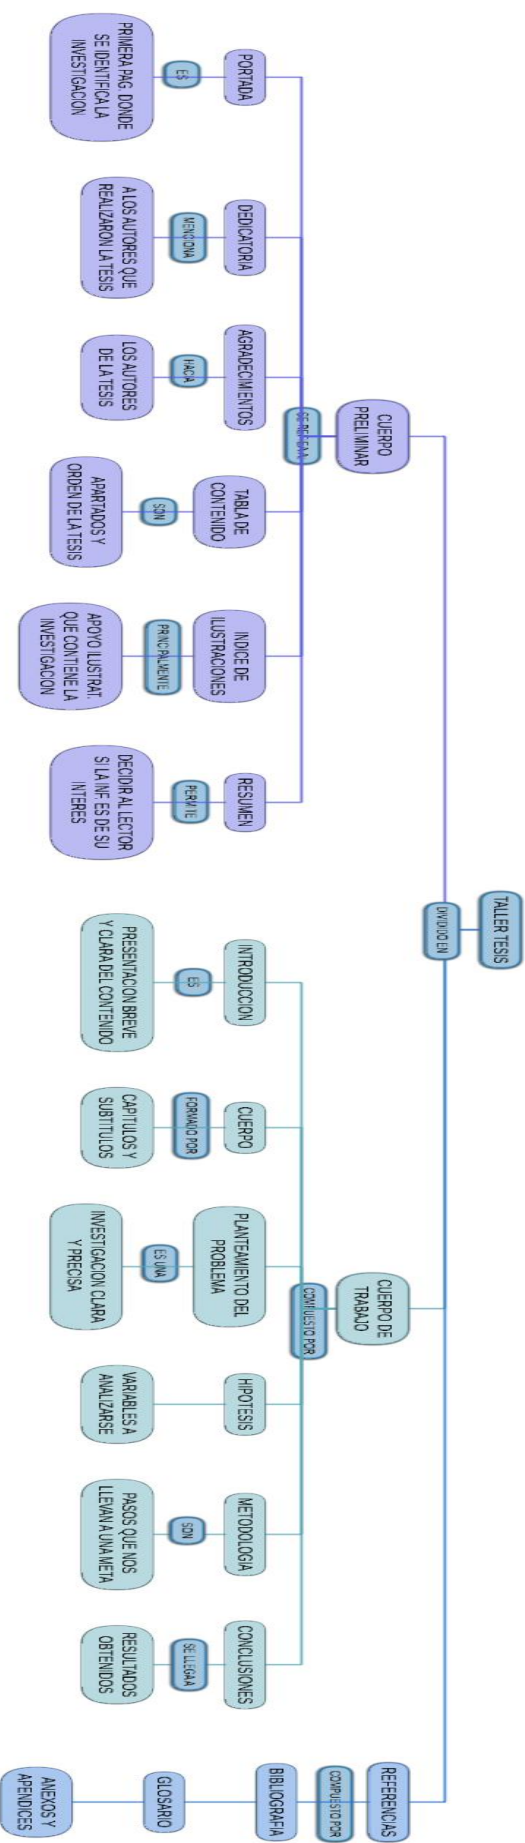 TALLER TESIS
DIVIDIO EN
CUERPO
PRELIMINAR
SE REFIERA
PORTADA
ES
PRIMERA PAG. DONDE
SE IDENTIFICA LA
INVESTIGACION
DEDICATORIA
MENCIONA
A LOS AUTORES QUE
REALIZARON LA TESIS
AGRADECIMIENTOS
HACIA
LOS AUTORES
DE LA TESIS
TABLA DE
CONTENIDO
SON
APARTADOS Y
ORDEN DE LA TESIS
INDICE DE
ILUSTRACIONES
PRINCIPALMENTE
APOYO ILUSTRAT.
QUE CONTIENE LA
INVESTIGACION
RESUMEN
PERMITE
DECIDIR AL LECTOR
SI LA INF. ES DE SU
INTERES
CUERPO DE
TRABAJO
COMPUESTO POR
INTRODUCCION
ES
PRESENTACION BREVE
Y CLARA DEL CONTENIDO
CUERPO
FORMADO POR
CAPITULOS Y
SUBTITULOS
PLANTEAMIENTO DEL
PROBLEMA
ES UNA
INVESTIGACION CLARA
Y PRECISA
HIPOTESIS
VARIABLES A
ANALIZARSE
METODOLOGIA
SON
PASOS QUE NOS
LLEVAN A UNA META
CONCLUSIONES
SE LLEGA A
RESULTADOS
OBTENIDOS
REFERENCIAS
COMPUESTO POR
BIBLIOGRAFIA
GLOSARIO
ANEXOS Y
APENDICES